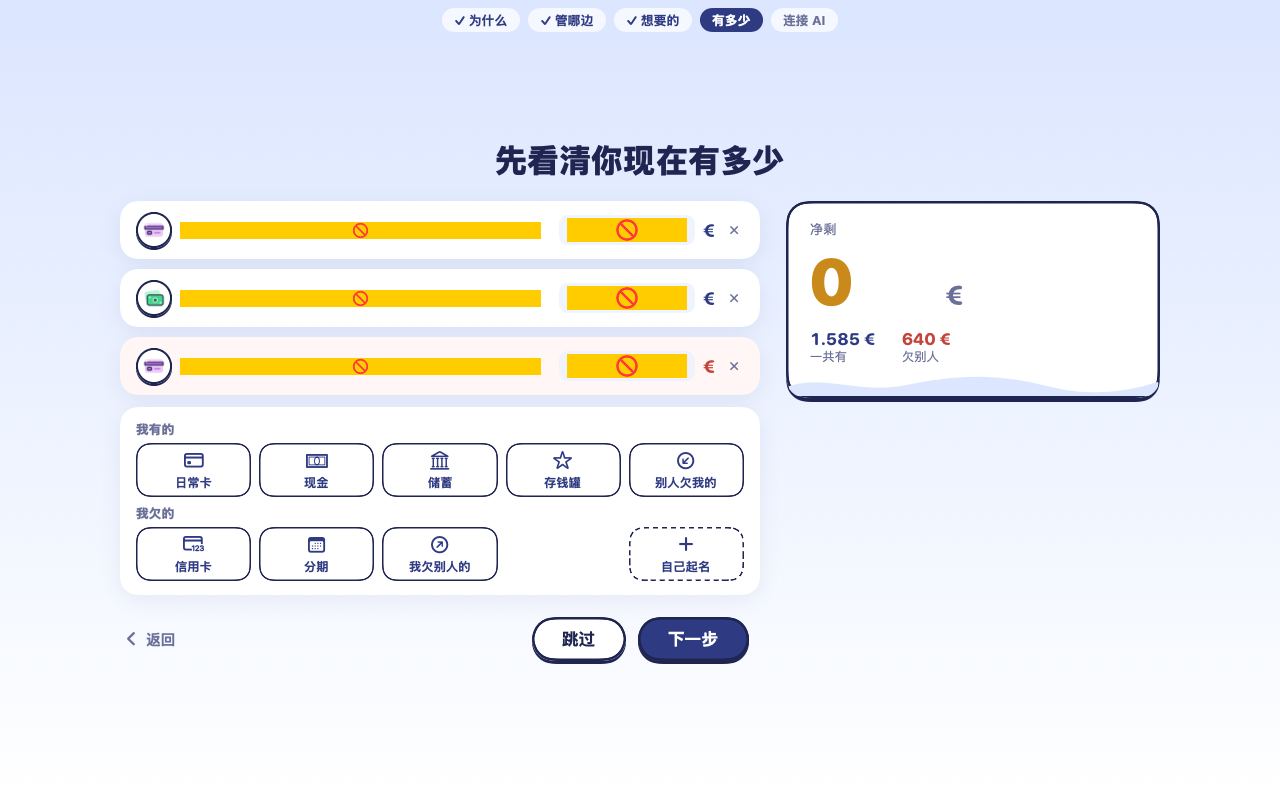 为什么
管哪边
想要的
有多少
连接 AI
先看清你现在有多少
€ ×
€ ×
€ ×
净剩
0 €
1.585 €
一共有
640 €
欠别人
我有的
日常卡
现金
储蓄
存钱罐
别人欠我的
我欠的
123
信用卡
分期
我欠别人的
自己起名
返回
跳过
下一步